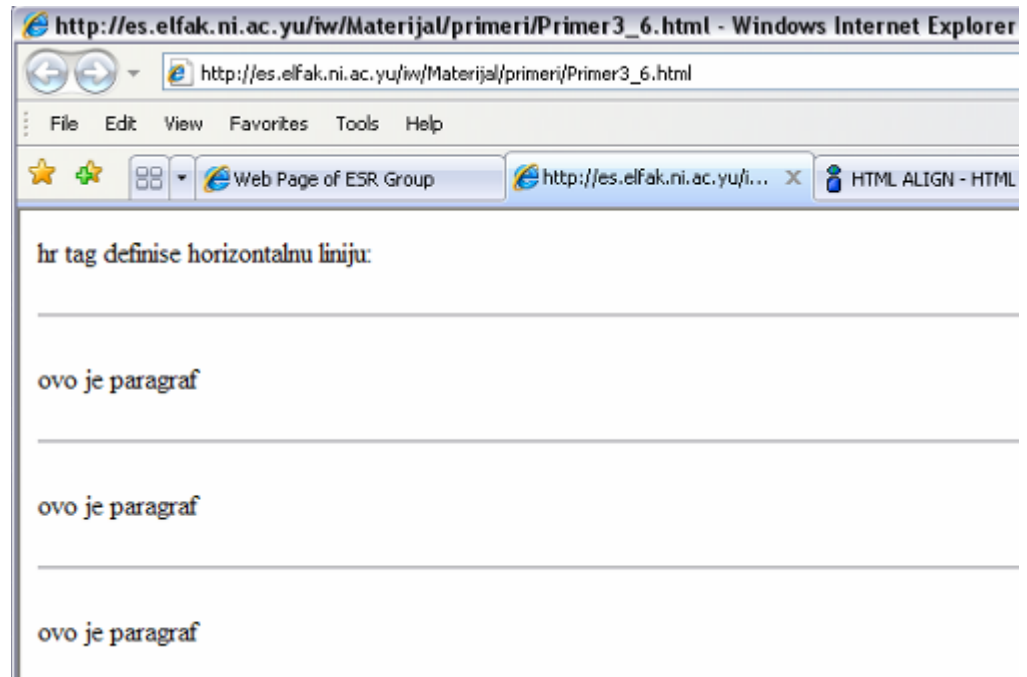 http://es.elfak.ni.ac.yu/iw/Materijal/primeri/Primer3_6.html - Windows Internet Explorer
http://es.elfak.ni.ac.yu/iw/Materijal/primeri/Primer3_6.html
File Edit View Favorites Tools Help
Web Page of ESR Group http://es.elfak.ni.ac.yu/i... X HTML ALIGN - HTML
hr tag definise horizontalnu liniju:
ovo je paragraf
ovo je paragraf
ovo je paragraf